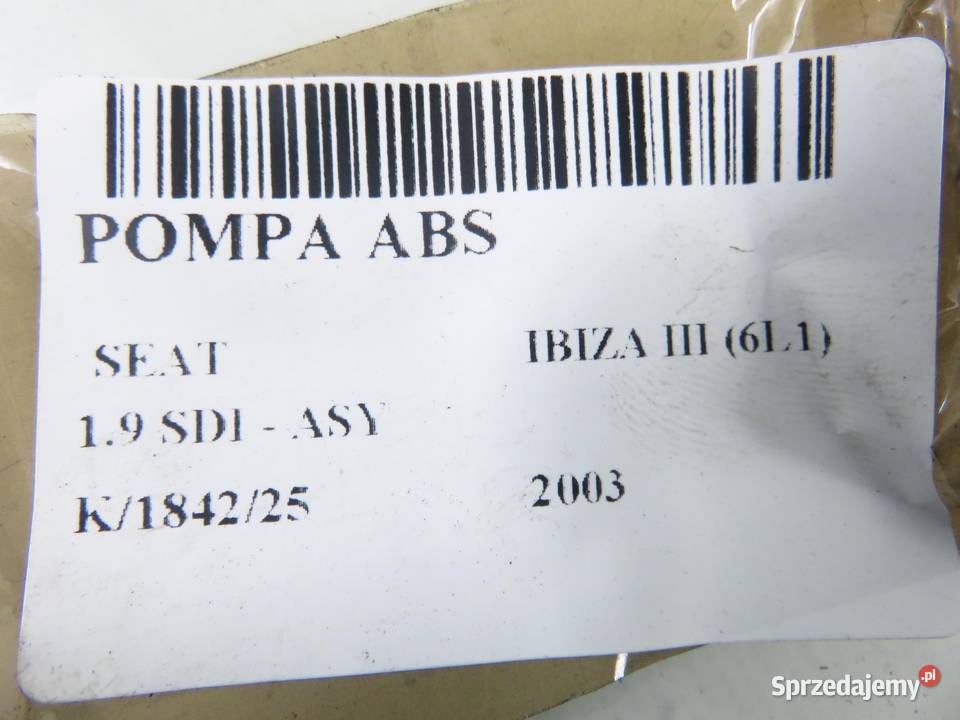 POMPA ABS
SEAT IBIZA III (6L1)
1.9 SDI - ASY
K/1842/25 2003
Sprzedajemy.pl